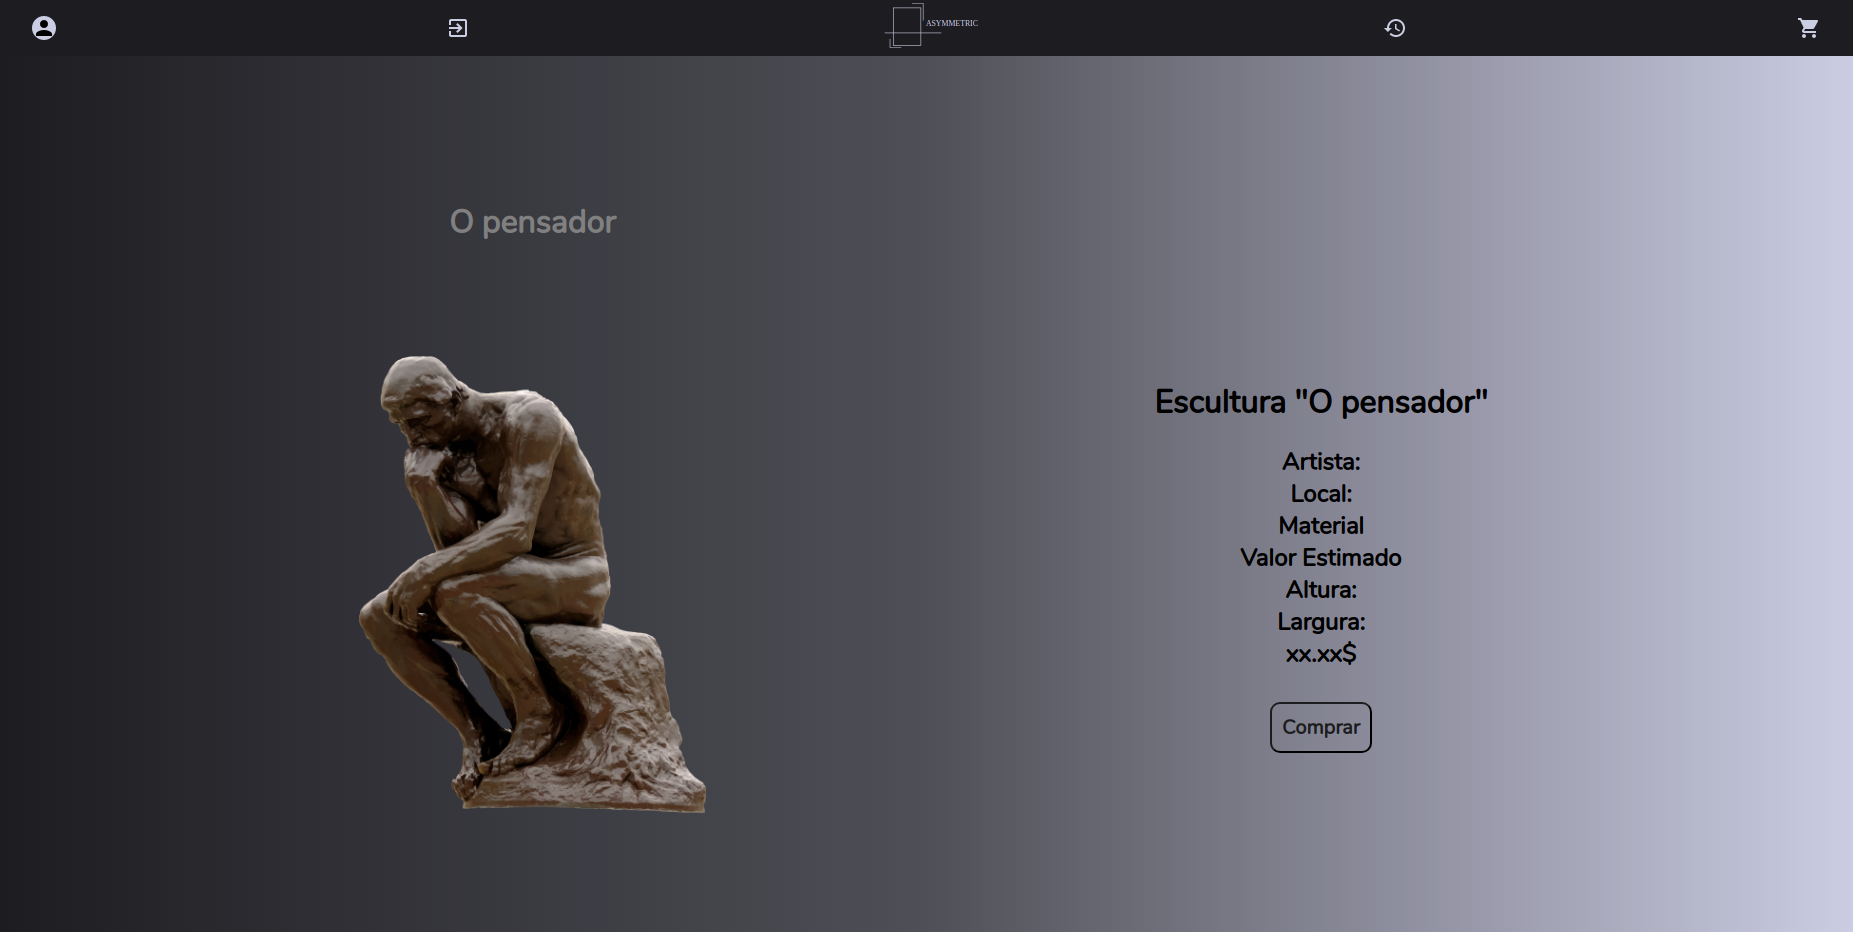 ASYMMETRIC
O pensador
Escultura "O pensador"
Artista:
Local:
Material
Valor Estimado
Altura:
Largura:
xx.xx$
Comprar